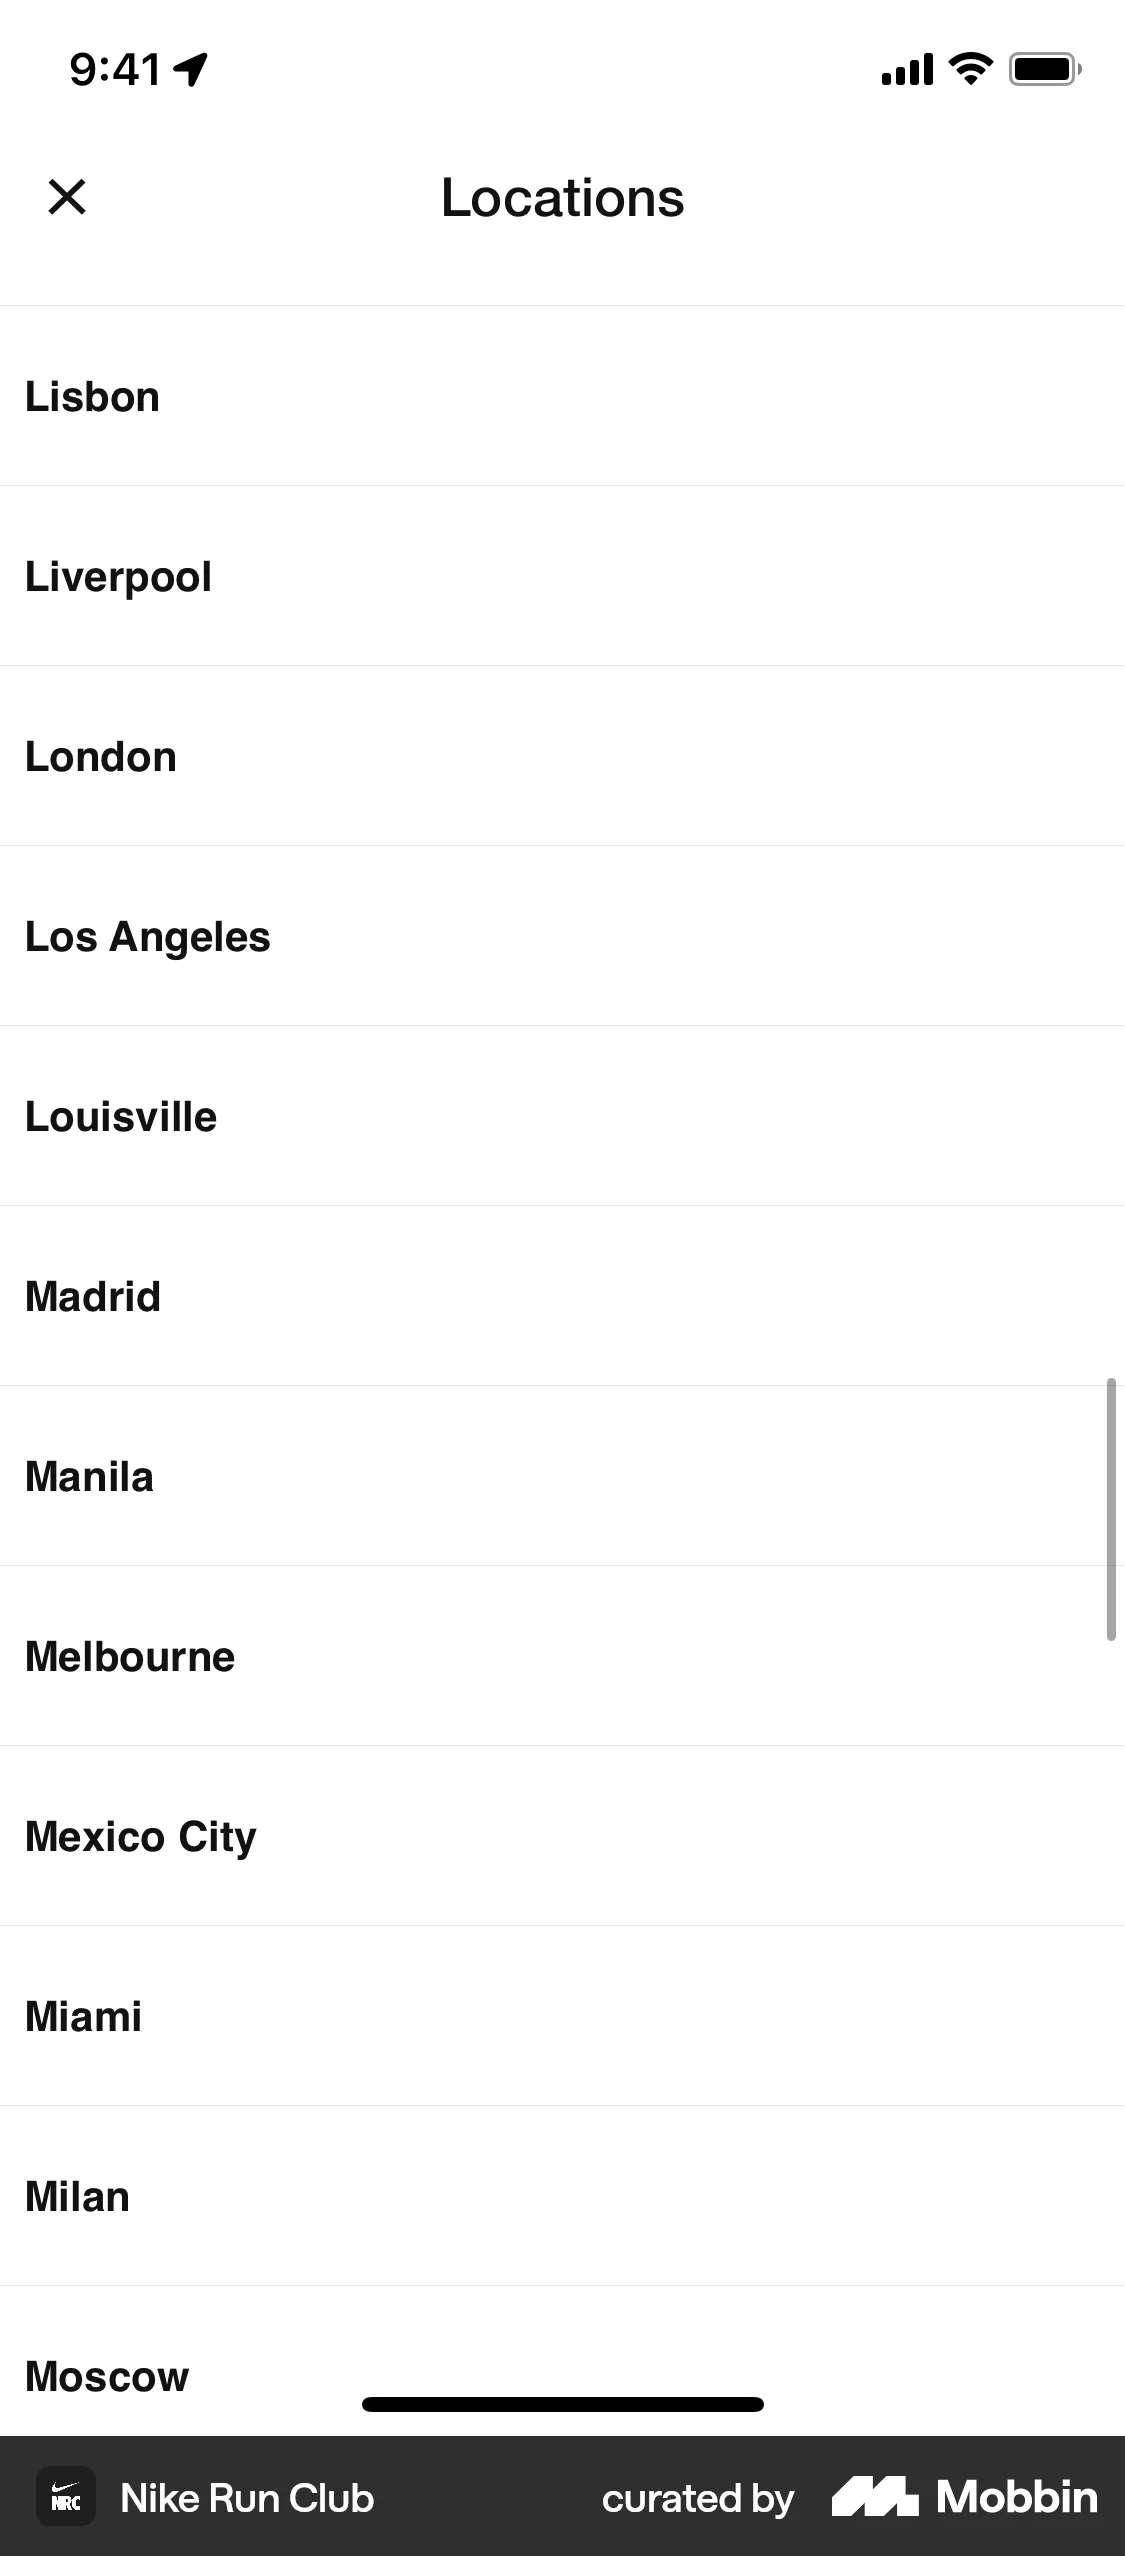 9:41
Locations
Lisbon
Liverpool
London
Los Angeles
Louisville
Madrid
Manila
Melbourne
Mexico City
Miami
Milan
Moscow
NRC Nike Run Club curated by Mobbin